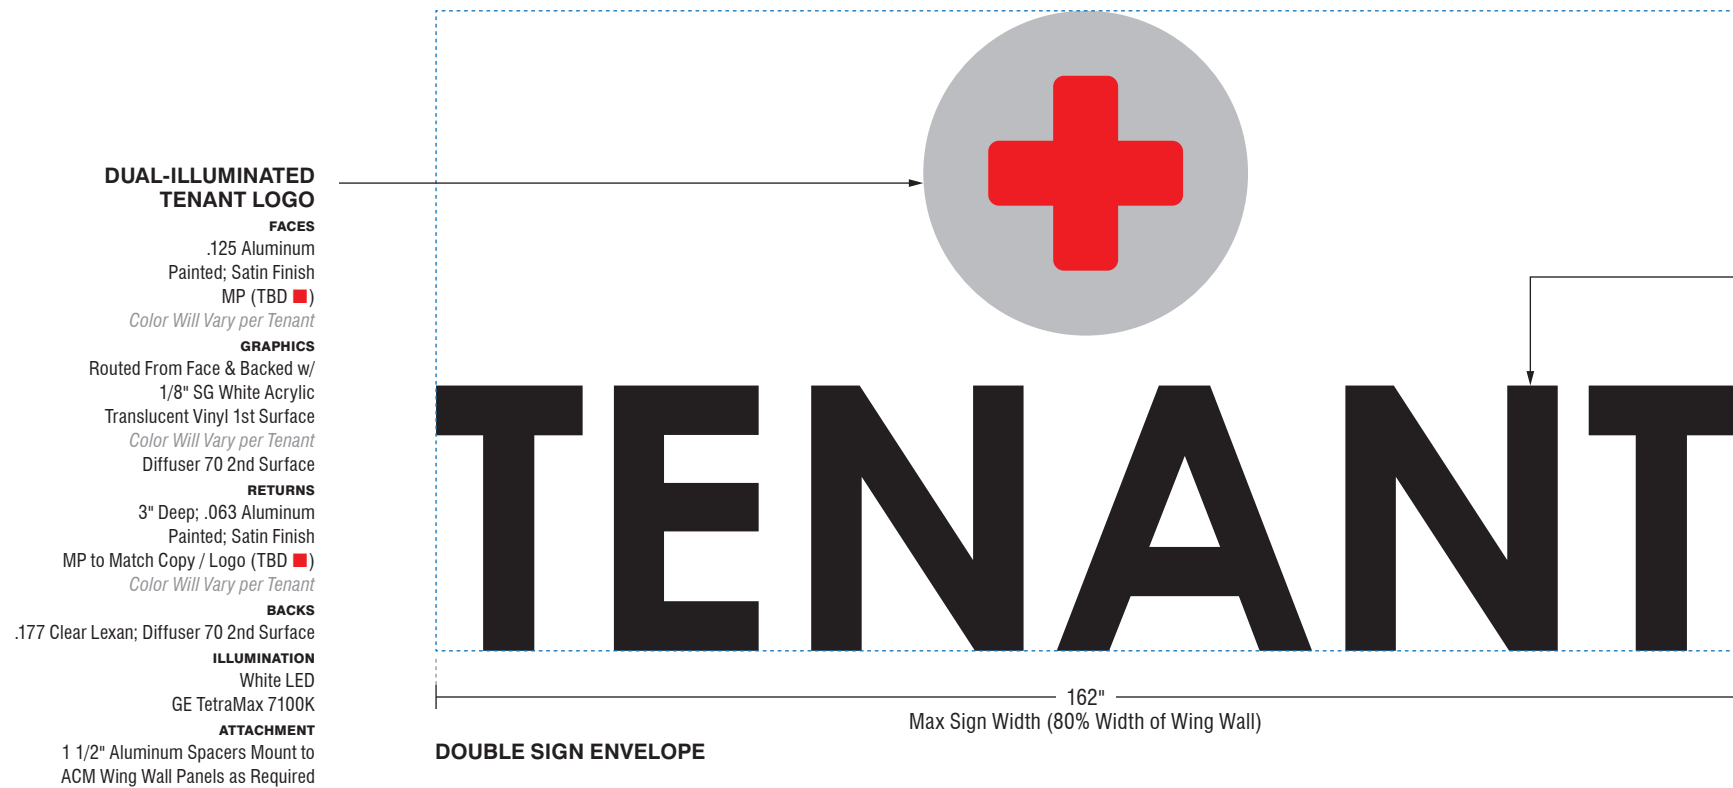 DUAL-ILLUMINATED
TENANT LOGO
FACES
.125 Aluminum
Painted; Satin Finish
MP (TBD ■)
Color Will Vary per Tenant
GRAPHICS
Routed From Face & Backed w/
1/8" SG White Acrylic
Translucent Vinyl 1st Surface
Color Will Vary per Tenant
Diffuser 70 2nd Surface
RETURNS
3" Deep; .063 Aluminum
Painted; Satin Finish
MP to Match Copy / Logo (TBD ■)
Color Will Vary per Tenant
BACKS
.177 Clear Lexan; Diffuser 70 2nd Surface
ILLUMINATION
White LED
GE TetraMax 7100K
ATTACHMENT
1 1/2" Aluminum Spacers Mount to
ACM Wing Wall Panels as Required
TENANT
162"
Max Sign Width (80% Width of Wing Wall)
DOUBLE SIGN ENVELOPE